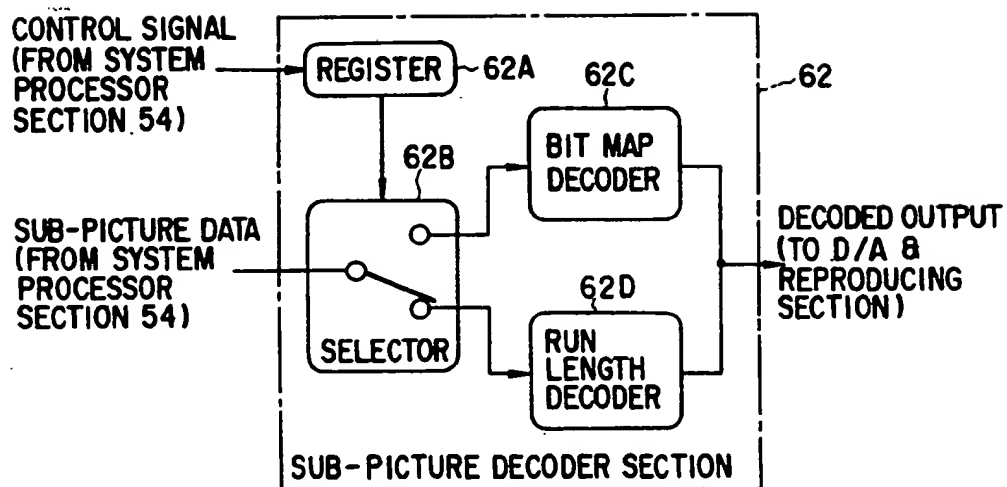 CONTROL SIGNAL
(FROM SYSTEM
PROCESSOR
SECTION 54)
REGISTER
62A
62B
62C
62
BIT MAP
DECODER
SUB-PICTURE DATA
(FROM SYSTEM
PROCESSOR
SECTION 54)
SELECTOR
62D
RUN
LENGTH
DECODER
DECODED OUTPUT
(TO D/A &
REPRODUCING
SECTION)
SUB-PICTURE DECODER SECTION